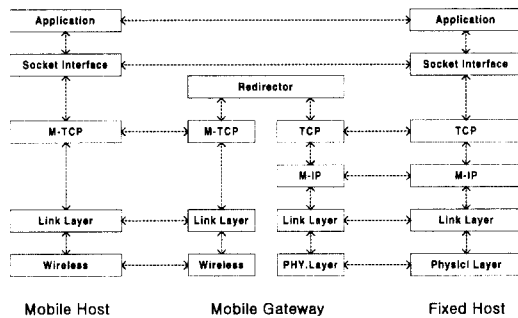 Application Application
Socket Interface Socket Interface
Redirector
M-TCP M-TCP TCP TCP
M-IP M-IP
Link Layer Link Layer Link Layer Link Layer
Wireless Wireless PHY.Layer Physicl Layer
Mobile Host Mobile Gateway Fixed Host